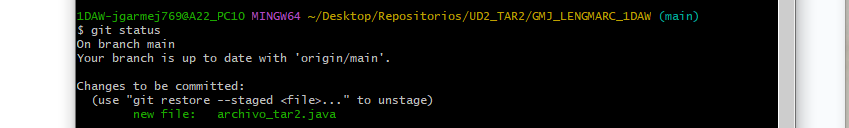 1DAW-jgarmej769@A22_PC10 MINGW64 ~/Desktop/Repositorios/UD2_TAR2/GMJ_LENGMARC_1DAW (main)
$ git status
On branch main
Your branch is up to date with 'origin/main'.

Changes to be committed:
  (use "git restore --staged <file>..." to unstage)
        new file:   archivo_tar2.java